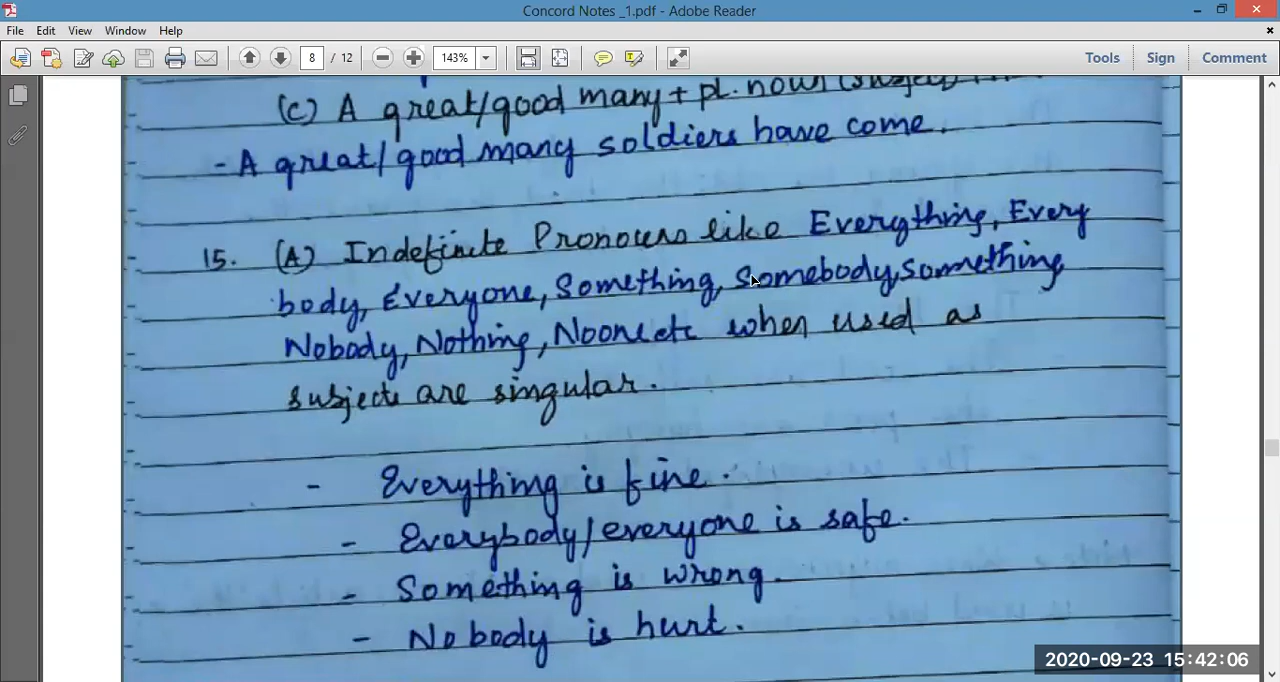 Concord Notes _1.pdf - Adobe Reader
File Edit View Window Help
8 / 12 143% Tools Sign Comment
(C) A great/good many + pl. noun (subject)
- A great/good many soldiers have come.
15. (A) Indefinite Pronouns like Everything, Every
body, Everyone, Something, Somebody, something
Nobody, Nothing, Noone etc when used as
subjects are singular.
- Everything is fine.
- Everybody/everyone is safe.
- Something is wrong.
- Nobody is hurt.
2020-09-23 15:42:06